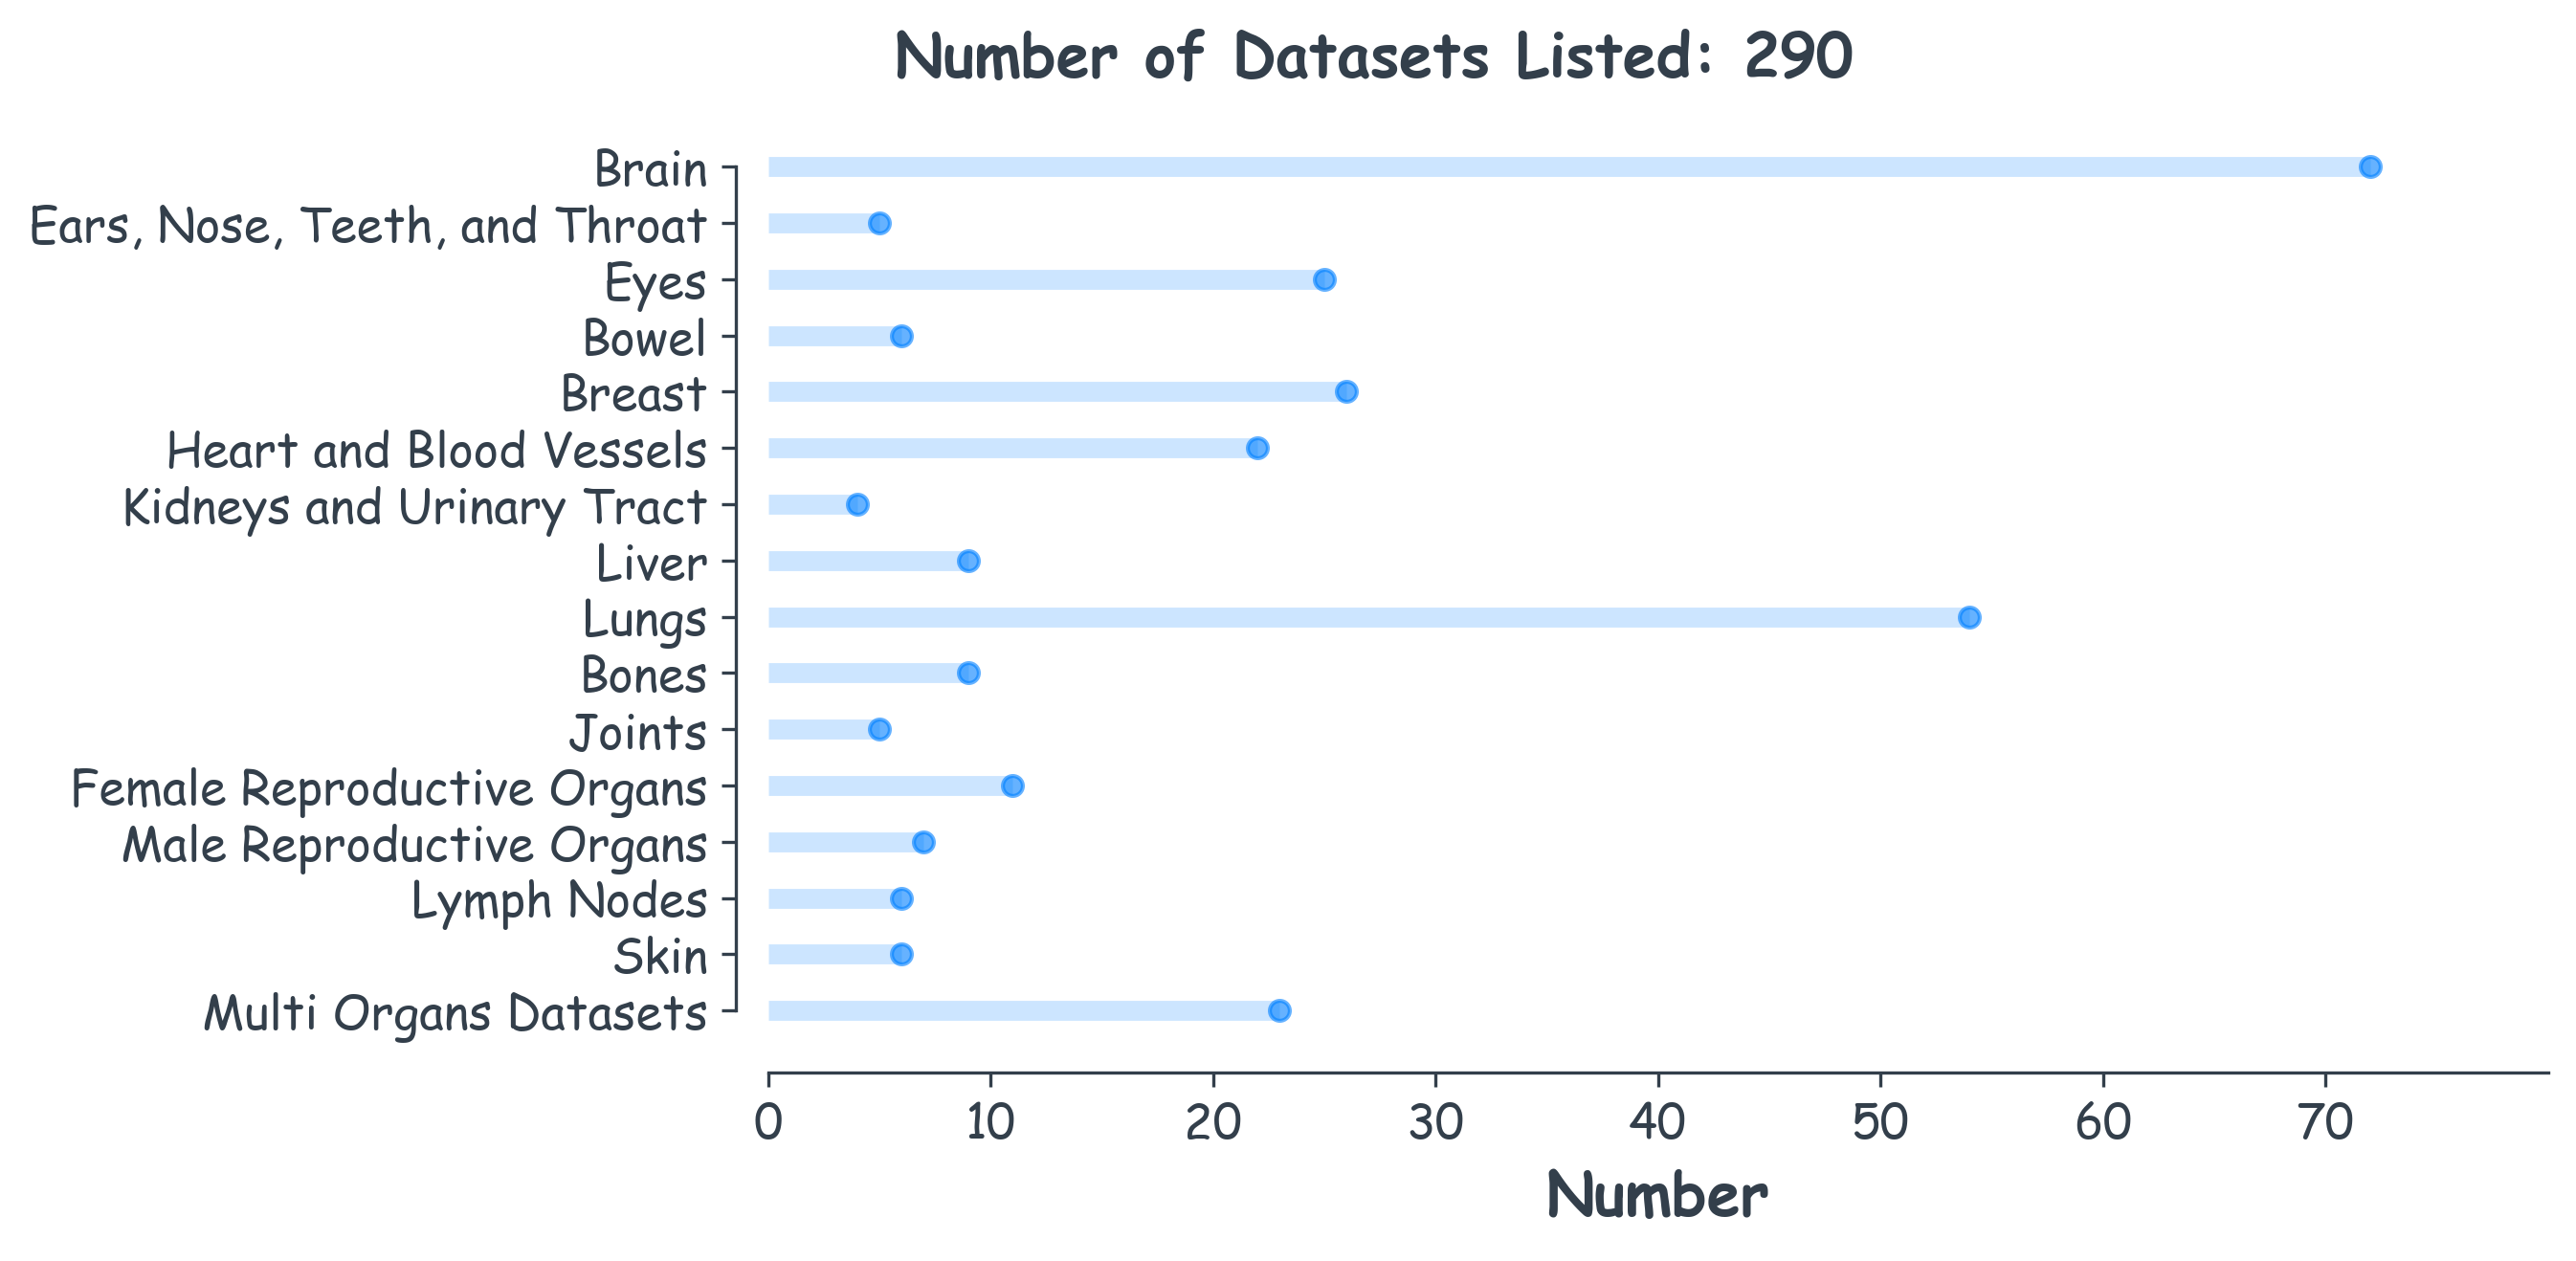 Number of Datasets Listed: 290
Brain
Ears, Nose, Teeth, and Throat
Eyes
Bowel
Breast
Heart and Blood Vessels
Kidneys and Urinary Tract
Liver
Lungs
Bones
Joints
Female Reproductive Organs
Male Reproductive Organs
Lymph Nodes
Skin
Multi Organs Datasets
0 10 20 30 40 50 60 70
Number